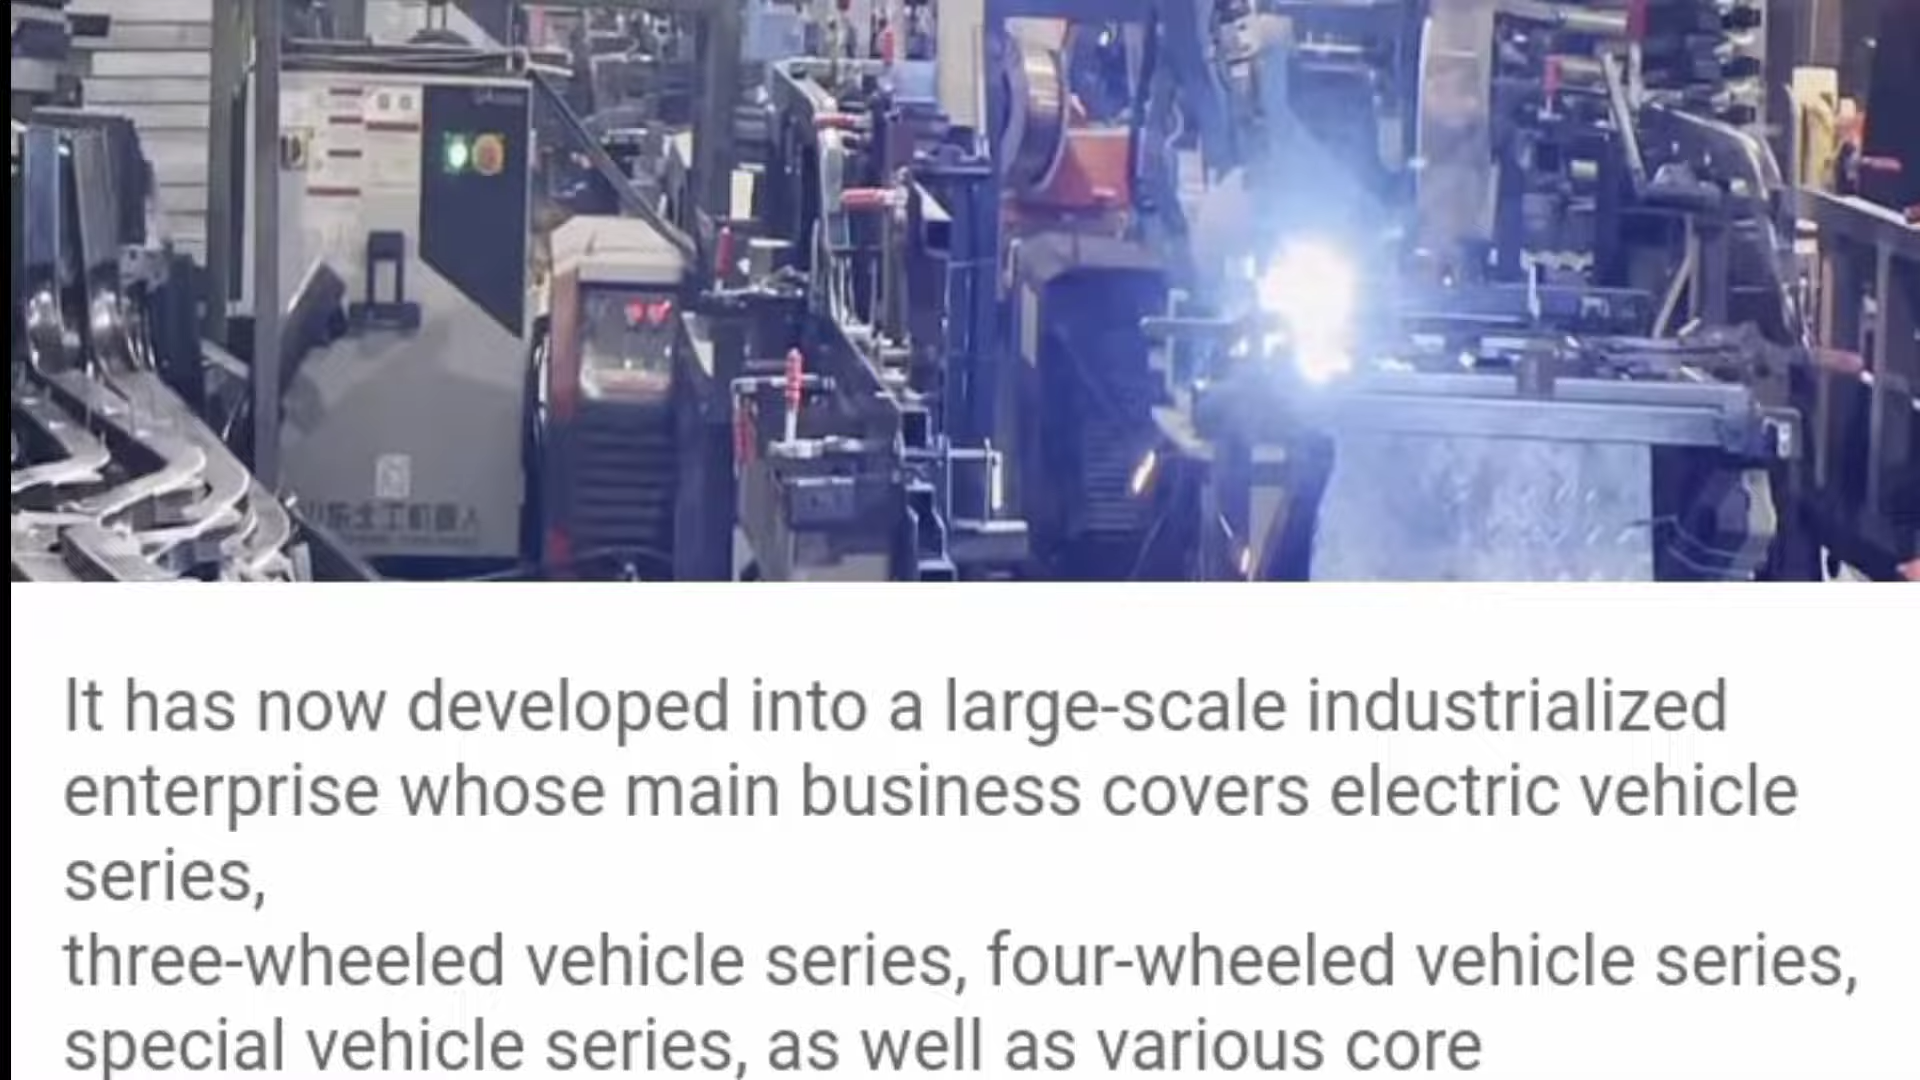 It has now developed into a large-scale industrialized
enterprise whose main business covers electric vehicle
series,
three-wheeled vehicle series, four-wheeled vehicle series,
special vehicle series, as well as various core